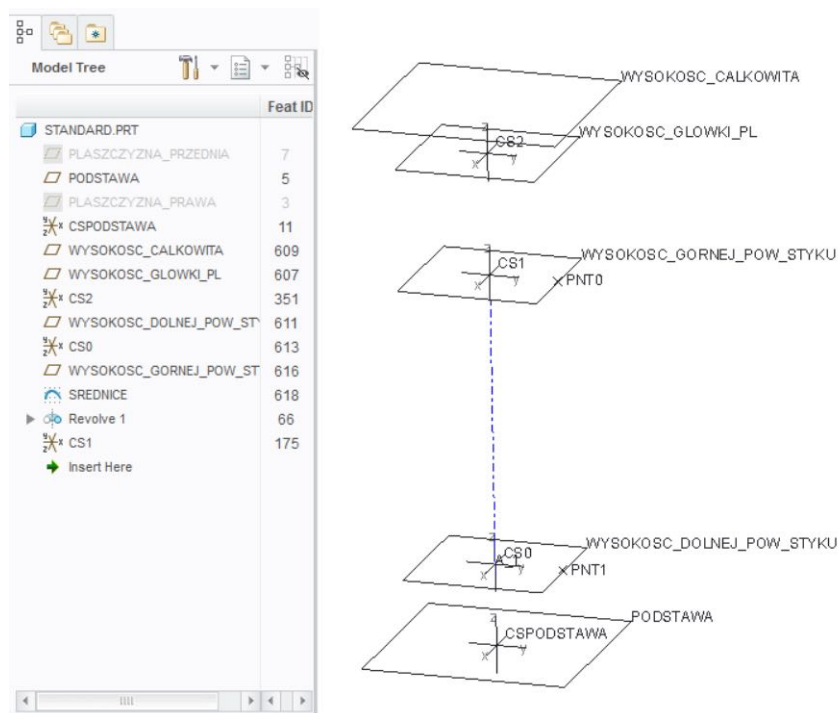 Model Tree
Feat ID
STANDARD.PRT
PLASZCZYZNA_PRZEDNIA 7
PODSTAWA 5
PLASZCZYZNA_PRAWA 3
CSPODSTAWA 11
WYSOKOSC_CALKOWITA 609
WYSOKOSC_GLOWKI_PL 607
CS2 351
WYSOKOSC_DOLNEJ_POW_ST 611
CS0 613
WYSOKOSC_GORNEJ_POW_ST 616
SREDNICE 618
Revolve 1 66
CS1 175
Insert Here
WYSOKOSC_CALKOWITA
WYSOKOSC_GLOWKI_PL
z
CS2
x y
WYSOKOSC_GORNEJ_POW_STYKU
z
CS1
PNT0
x y
WYSOKOSC_DOLNEJ_POW_STYKU
z
CS0
A_1
PNT1
x y
PODSTAWA
z
CSPODSTAWA
x y